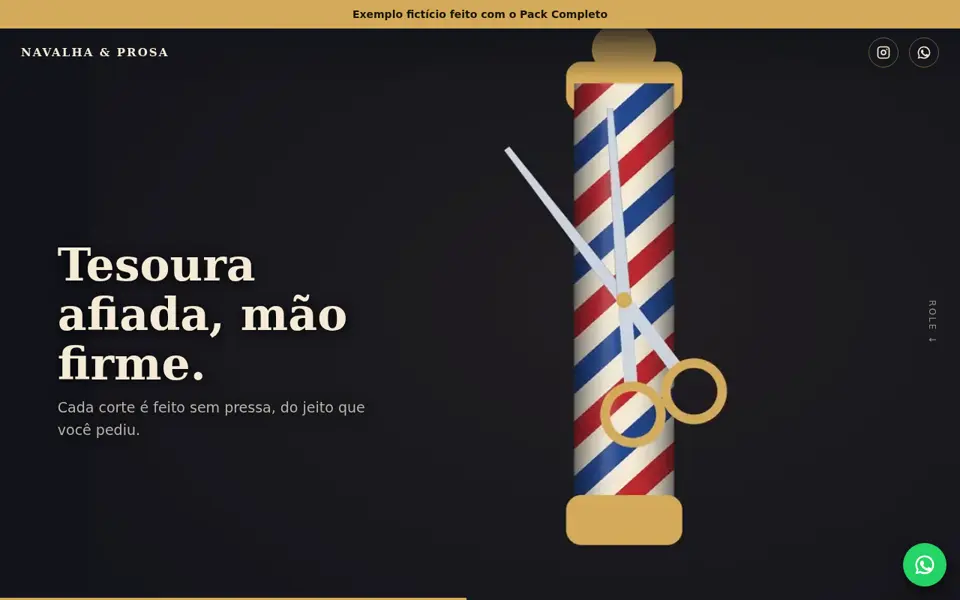 Exemplo fictício feito com o Pack Completo
NAVALHA & PROSA
Tesoura
afiada, mão
firme.
Cada corte é feito sem pressa, do jeito que
você pediu.
ROLE ↓